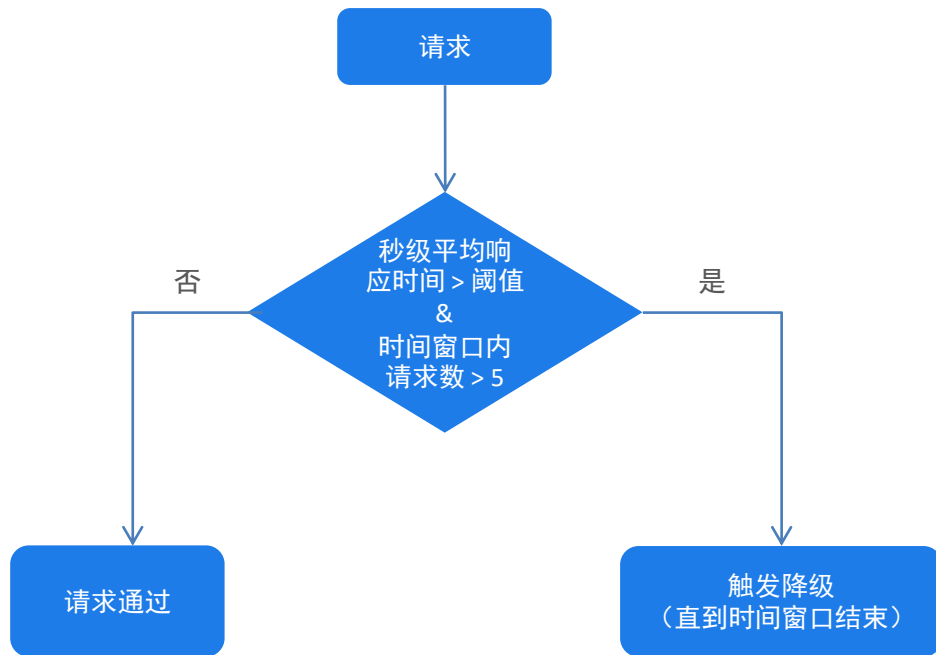 请求
秒级平均响
应时间 > 阈值
&
时间窗口内
请求数 > 5
否
是
请求通过
触发降级
（直到时间窗口结束）